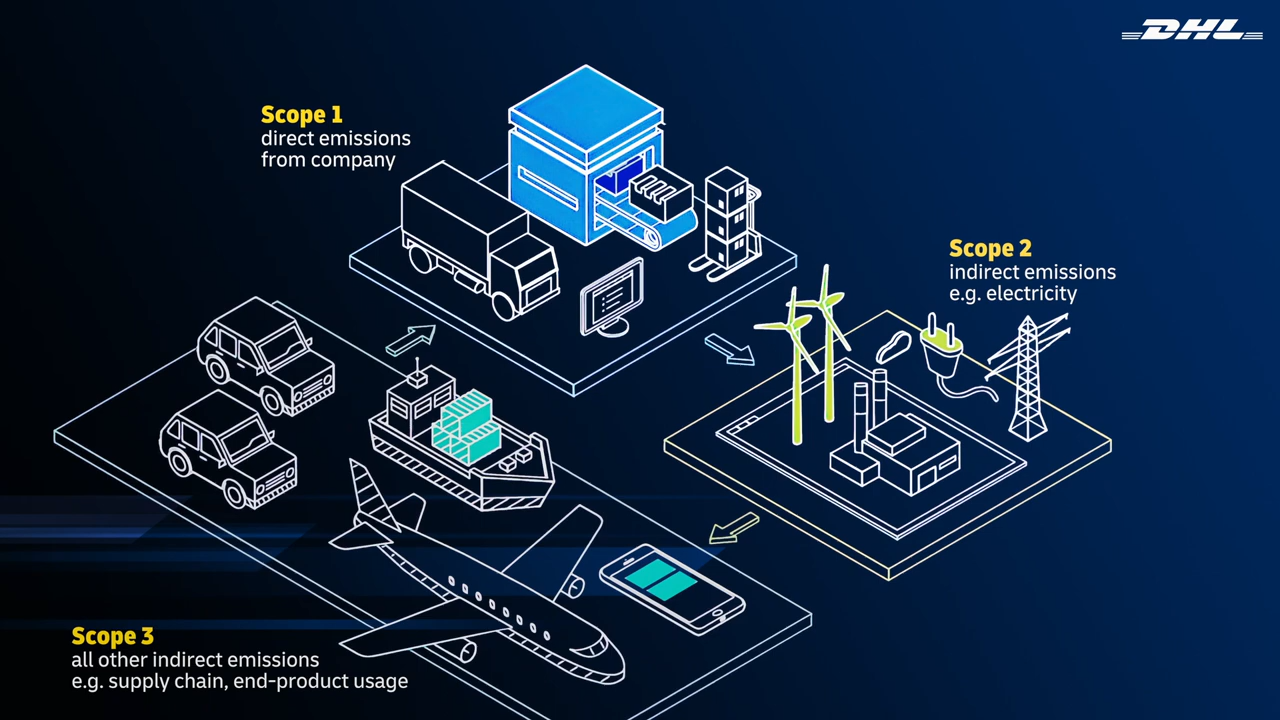 DHL
Scope 1
direct emissions
from company
Scope 2
indirect emissions
e.g. electricity
Scope 3
all other indirect emissions
e.g. supply chain, end-product usage